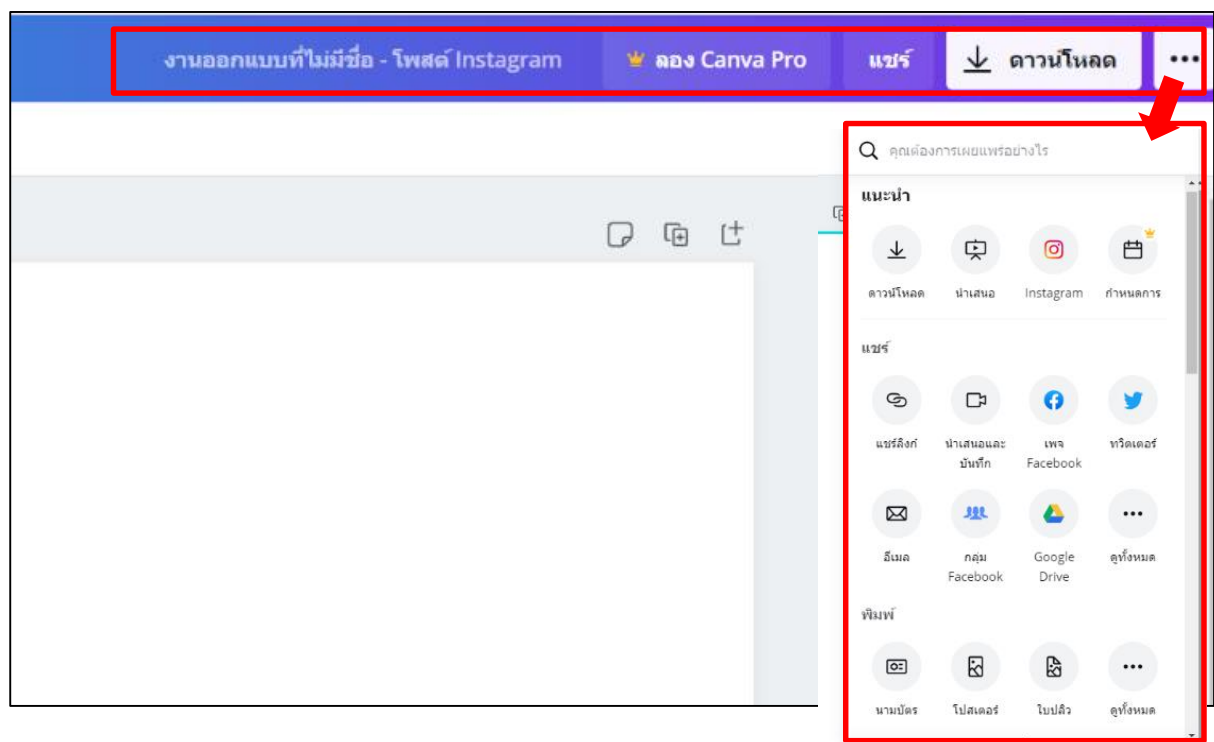 งานออกแบบที่ไม่มีชื่อ - โพสต์ Instagram
ลอง Canva Pro
แชร์
ดาวน์โหลด
คุณต้องการเผยแพร่อย่างไร
แนะนำ
ดาวน์โหลด
นำเสนอ
Instagram
กำหนดการ
แชร์
แชร์ลิงก์
นำเสนอและ
บันทึก
เพจ
Facebook
ทวิตเตอร์
อีเมล
กลุ่ม
Facebook
Google
Drive
ดูทั้งหมด
พิมพ์
นามบัตร
โปสเตอร์
ใบปลิว
ดูทั้งหมด